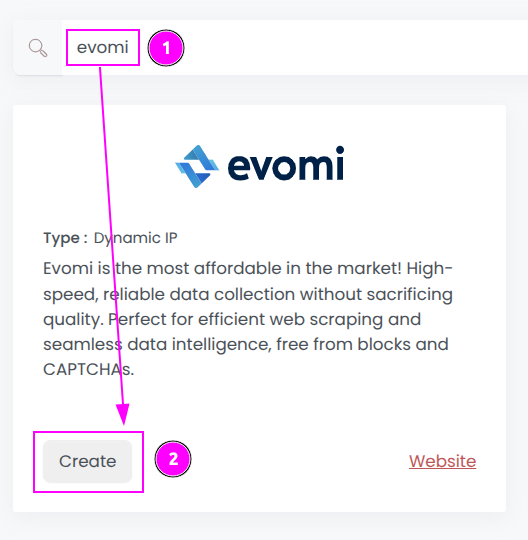 evomi
1
evomi
Type : Dynamic IP
Evomi is the most affordable in the market! High-
speed, reliable data collection without sacrificing
quality. Perfect for efficient web scraping and
seamless data intelligence, free from blocks and
CAPTCHAs.
Create
2
Website